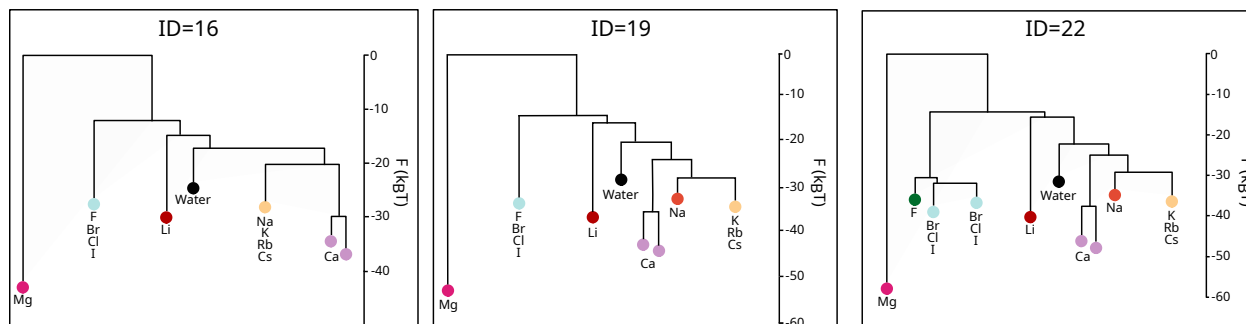 ID=16
0
-10
-20
-30
-40
F (kBT)
Mg
F
Br
Cl
I
Li
Water
Na
K
Rb
Cs
Ca
ID=19
0
-10
-20
-30
-40
-50
-60
F (kBT)
Mg
F
Br
Cl
I
Li
Water
Ca
Na
K
Rb
Cs
ID=22
0
-10
-20
-30
-40
-50
-60
F (kBT)
Mg
F
Br
Cl
I
Br
Cl
I
Li
Water
Ca
Na
K
Rb
Cs